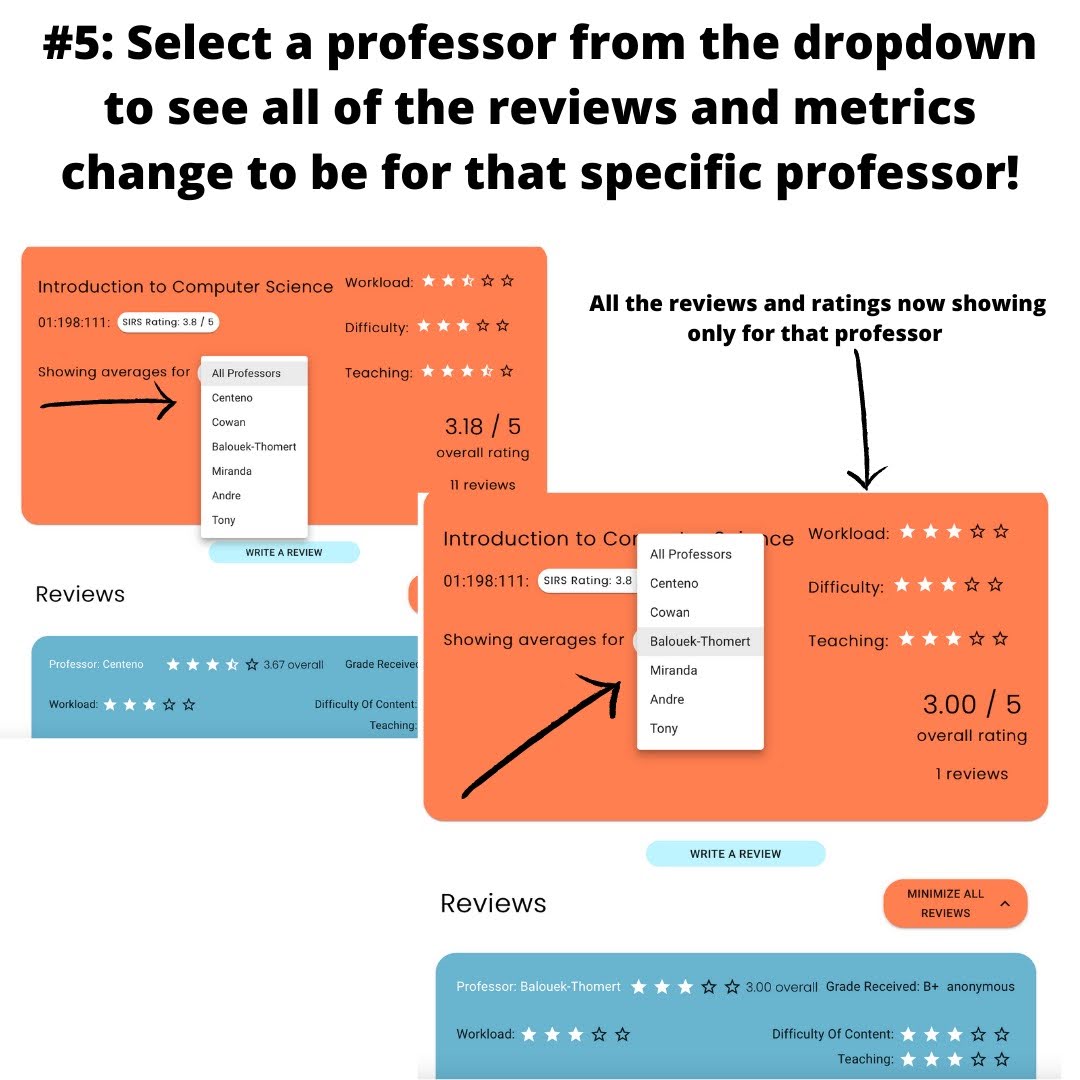 #5: Select a professor from the dropdown
to see all of the reviews and metrics
change to be for that specific professor!
Introduction to Computer Science
Workload:
01:198:111:
SIRS Rating: 3.8 / 5
Difficulty:
Showing averages for
All Professors
Centeno
Cowan
Balouek-Thomert
Miranda
Andre
Tony
Teaching:
3.18 / 5
overall rating
11 reviews
WRITE A REVIEW
Reviews
Professor: Centeno
3.67 overall
Grade Received
Workload:
Difficulty Of Content:
Teaching:
All the reviews and ratings now showing
only for that professor
Introduction to Com nce
Workload:
01:198:111:
SIRS Rating: 3.8
Difficulty:
Showing averages for
All Professors
Centeno
Cowan
Balouek-Thomert
Miranda
Andre
Tony
Teaching:
3.00 / 5
overall rating
1 reviews
WRITE A REVIEW
Reviews
MINIMIZE ALL
REVIEWS
Professor: Balouek-Thomert
3.00 overall
Grade Received: B+
anonymous
Workload:
Difficulty Of Content:
Teaching: